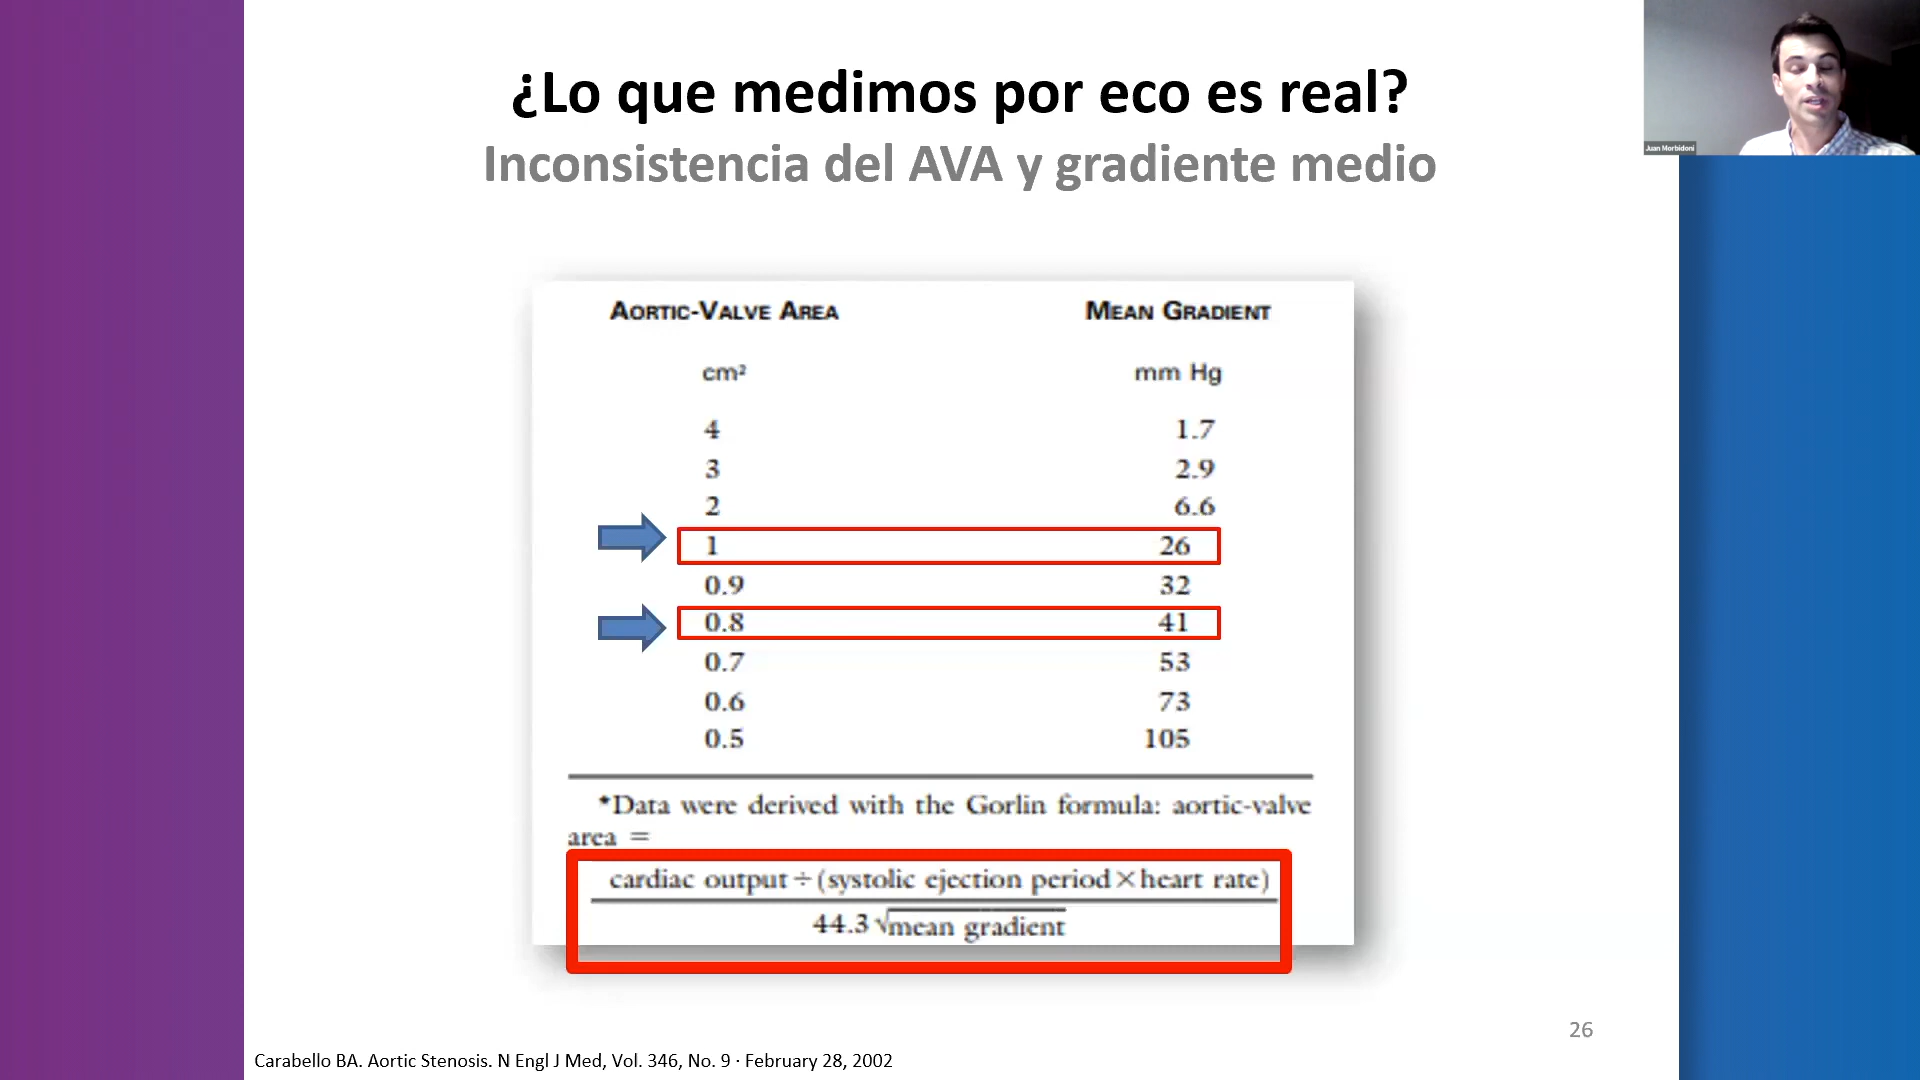 ¿Lo que medimos por eco es real?
Inconsistencia del AVA y gradiente medio
Juan Morbidoni
AORTIC-VALVE AREA MEAN GRADIENT
cm² mm Hg
4 1.7
3 2.9
2 6.6
1 26
0.9 32
0.8 41
0.7 53
0.6 73
0.5 105
*Data were derived with the Gorlin formula: aortic-valve
area =
cardiac output ÷ (systolic ejection period × heart rate)
44.3 √mean gradient
26
Carabello BA. Aortic Stenosis. N Engl J Med, Vol. 346, No. 9 · February 28, 2002